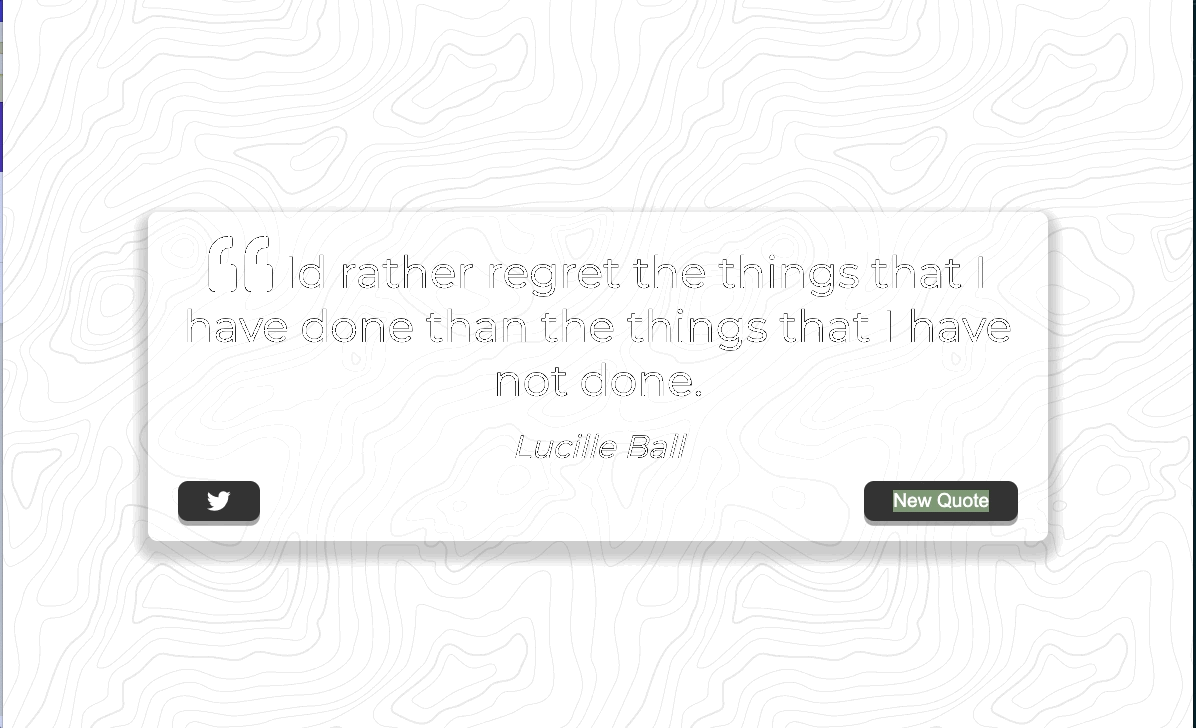 “Id rather regret the things that I
have done than the things that I have
not done.
Lucille Ball
New Quote